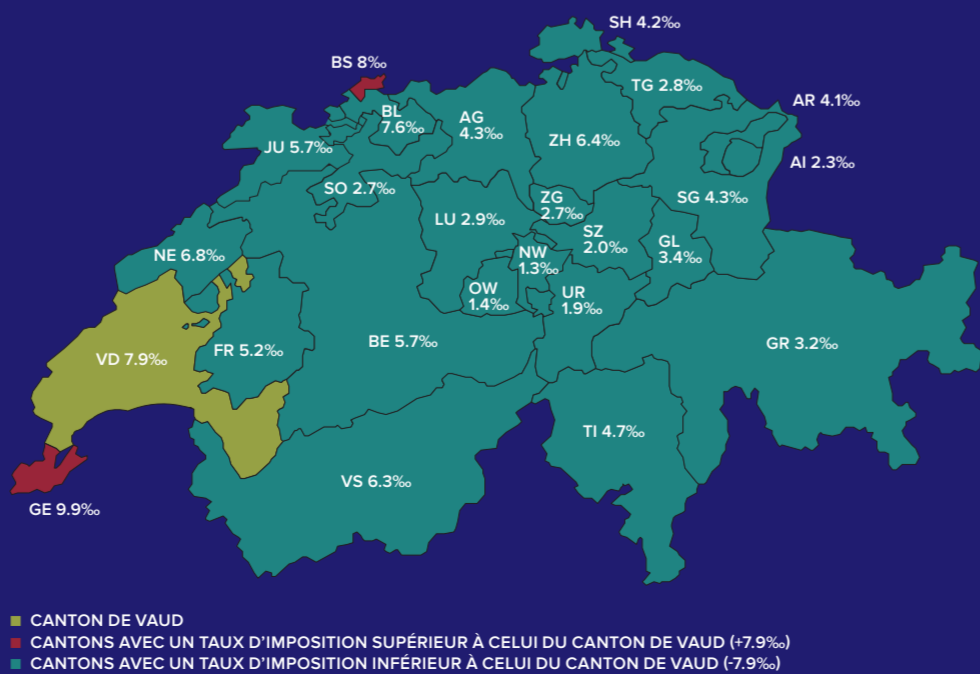 SH 4.2‰
BS 8‰
TG 2.8‰
AR 4.1‰
BL
7.6‰
AG
4.3‰
ZH 6.4‰
JU 5.7‰
AI 2.3‰
SO 2.7‰
ZG
2.7‰
SG 4.3‰
LU 2.9‰
SZ
2.0‰
GL
3.4‰
NE 6.8‰
NW
1.3‰
OW
1.4‰
UR
1.9‰
VD 7.9‰
FR 5.2‰
BE 5.7‰
GR 3.2‰
TI 4.7‰
VS 6.3‰
GE 9.9‰
CANTON DE VAUD
CANTONS AVEC UN TAUX D'IMPOSITION SUPÉRIEUR À CELUI DU CANTON DE VAUD (+7.9‰)
CANTONS AVEC UN TAUX D'IMPOSITION INFÉRIEUR À CELUI DU CANTON DE VAUD (-7.9‰)